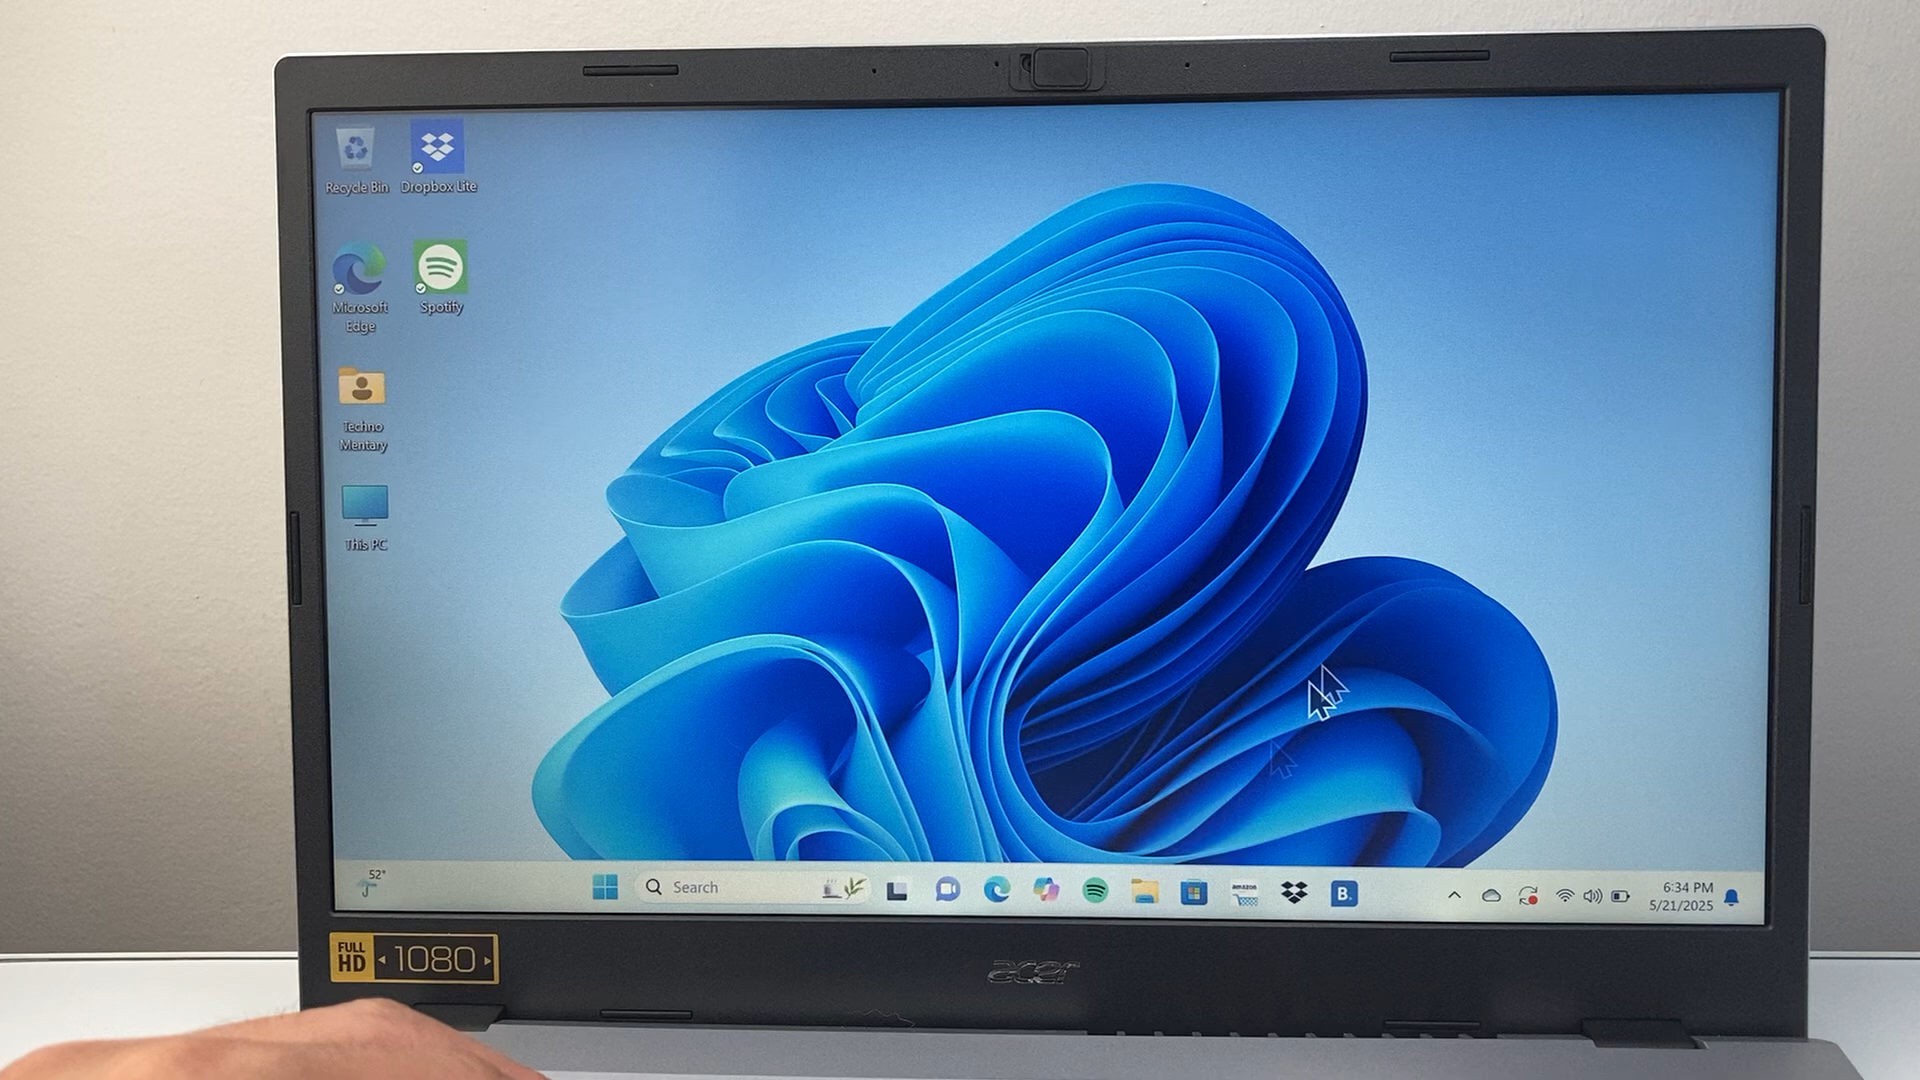 Recycle Bin
Dropbox Lite
Microsoft
Edge
Spotify
Techno
Mentary
This PC
52°
Search
amazon
B.
6:34 PM
5/21/2025
FULL
HD
1080
acer